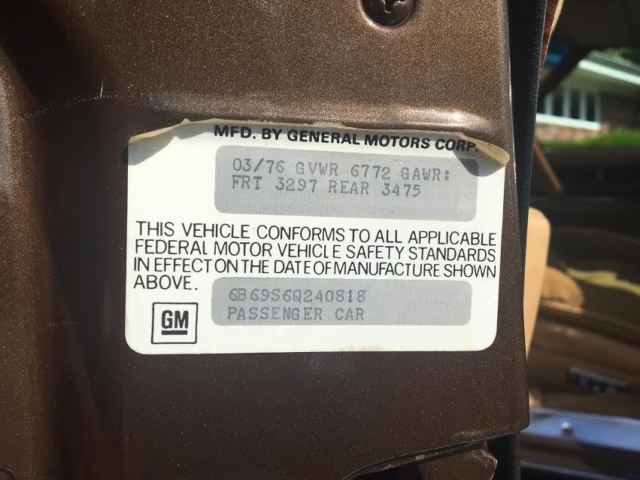 MFD. BY GENERAL MOTORS CORP.
03/76 GVWR 6772 GAWR:
FRT 3297 REAR 3475
THIS VEHICLE CONFORMS TO ALL APPLICABLE
FEDERAL MOTOR VEHICLE SAFETY STANDARDS
IN EFFECT ON THE DATE OF MANUFACTURE SHOWN
ABOVE.
6B69S6Q240818
PASSENGER CAR
GM